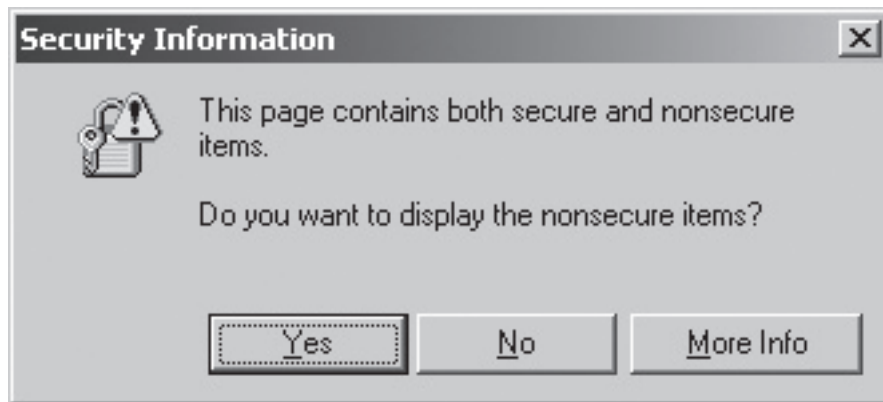 Security Information
This page contains both secure and nonsecure
items.
Do you want to display the nonsecure items?
Yes
No
More Info